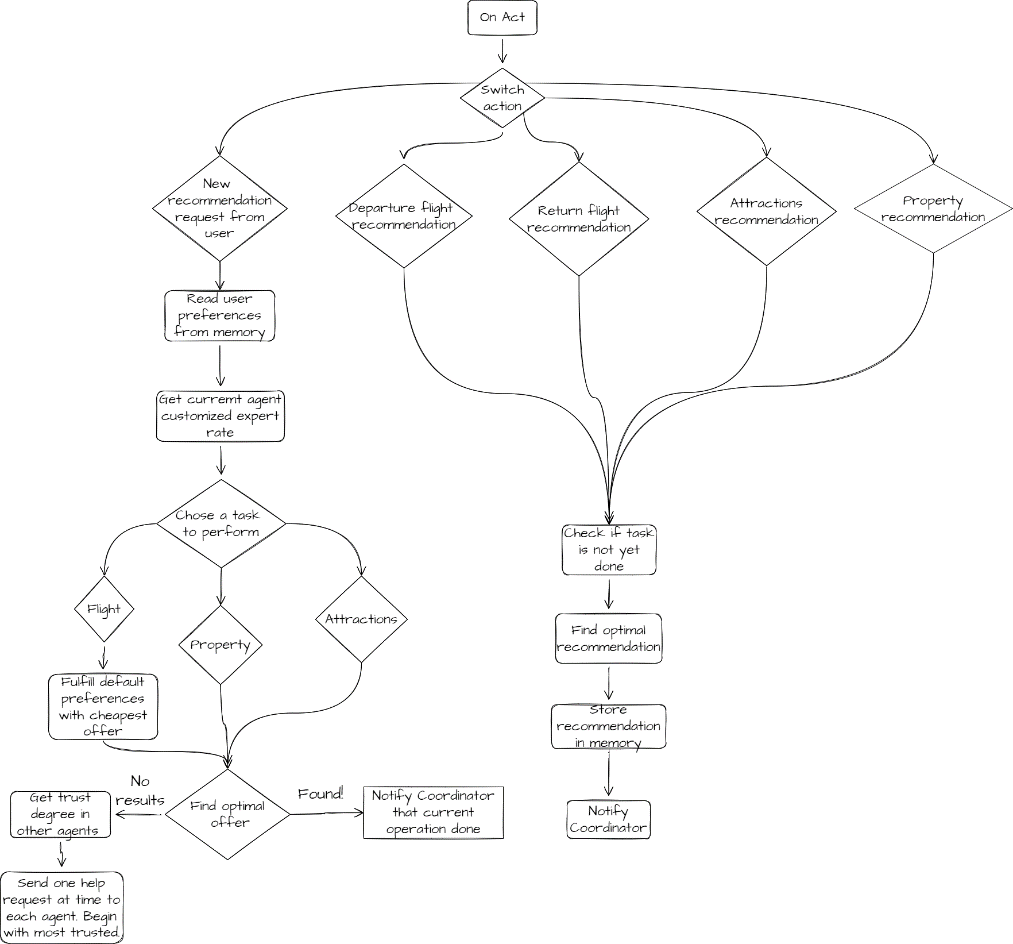 On Act
Switch
action
New
recommendation
request from
user
Departure flight
recommendation
Return flight
recommendation
Attractions
recommendation
Property
recommendation
Read user
preferences
from memory
Get curremt agent
customized expert
rate
Chose a task
to perform
Flight
Property
Attractions
Fulfill default
preferences
with cheapest
offer
Find optimal
offer
No
results
Found!
Get trust
degree in
other agents
Notify Coordinator
that current
operation done
Send one help
request at time to
each agent. Begin
with most trusted.
Check if task
is not yet
done
Find optimal
recommendation
Store
recommendation
in memory
Notify
Coordinator